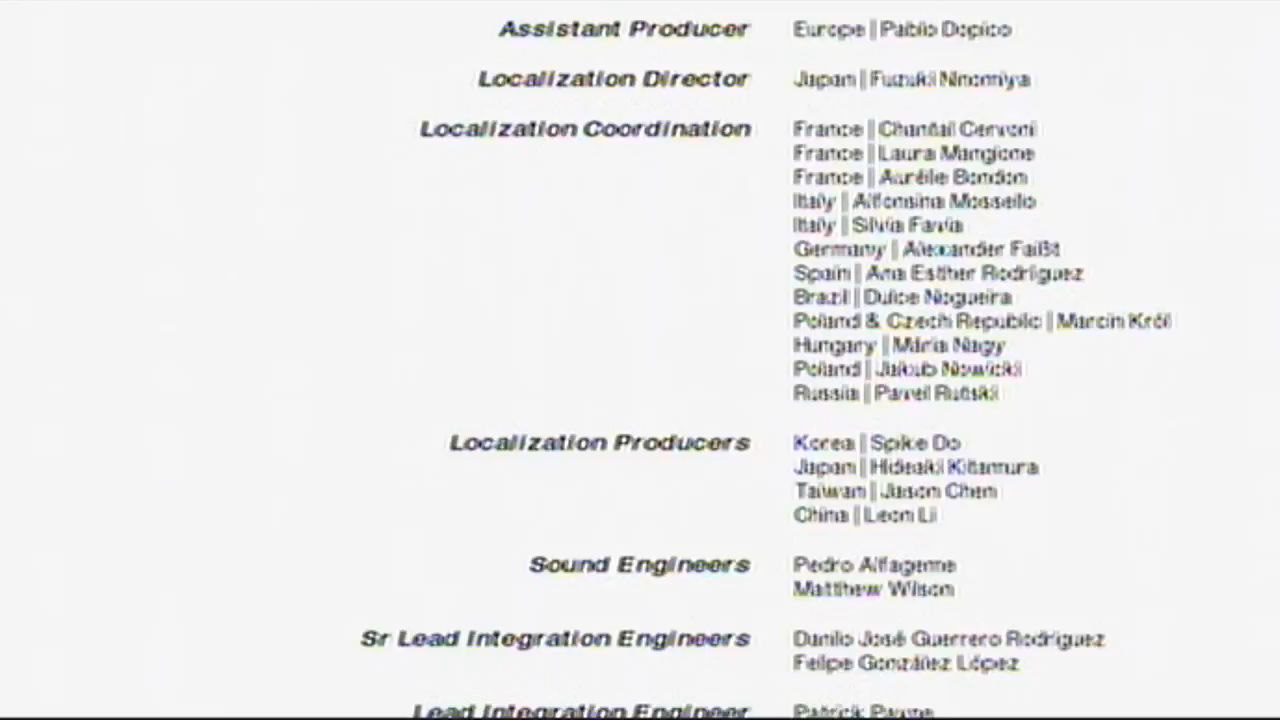 Assistant Producer Europe | Pablo Dopico
Localization Director Japan | Fuzuki Ninomiya
Localization Coordination France | Chantal Cervoni
France | Laura Mangione
France | Aurélie Bondon
Italy | Alfonsina Mossello
Italy | Silvia Favia
Germany | Alexander Faißt
Spain | Ana Esther Rodríguez
Brazil | Dulce Nogueira
Poland & Czech Republic | Marcin Król
Hungary | Mária Nagy
Poland | Jakub Nowicki
Russia | Pavel Rutski
Localization Producers Korea | Spike Do
Japan | Hideaki Kitamura
Taiwan | Jason Chen
China | Leon Li
Sound Engineers Pedro Alfageme
Matthew Wilson
Sr Lead Integration Engineers Danilo José Guerrero Rodríguez
Felipe González López
Lead Integration Engineer Patrick